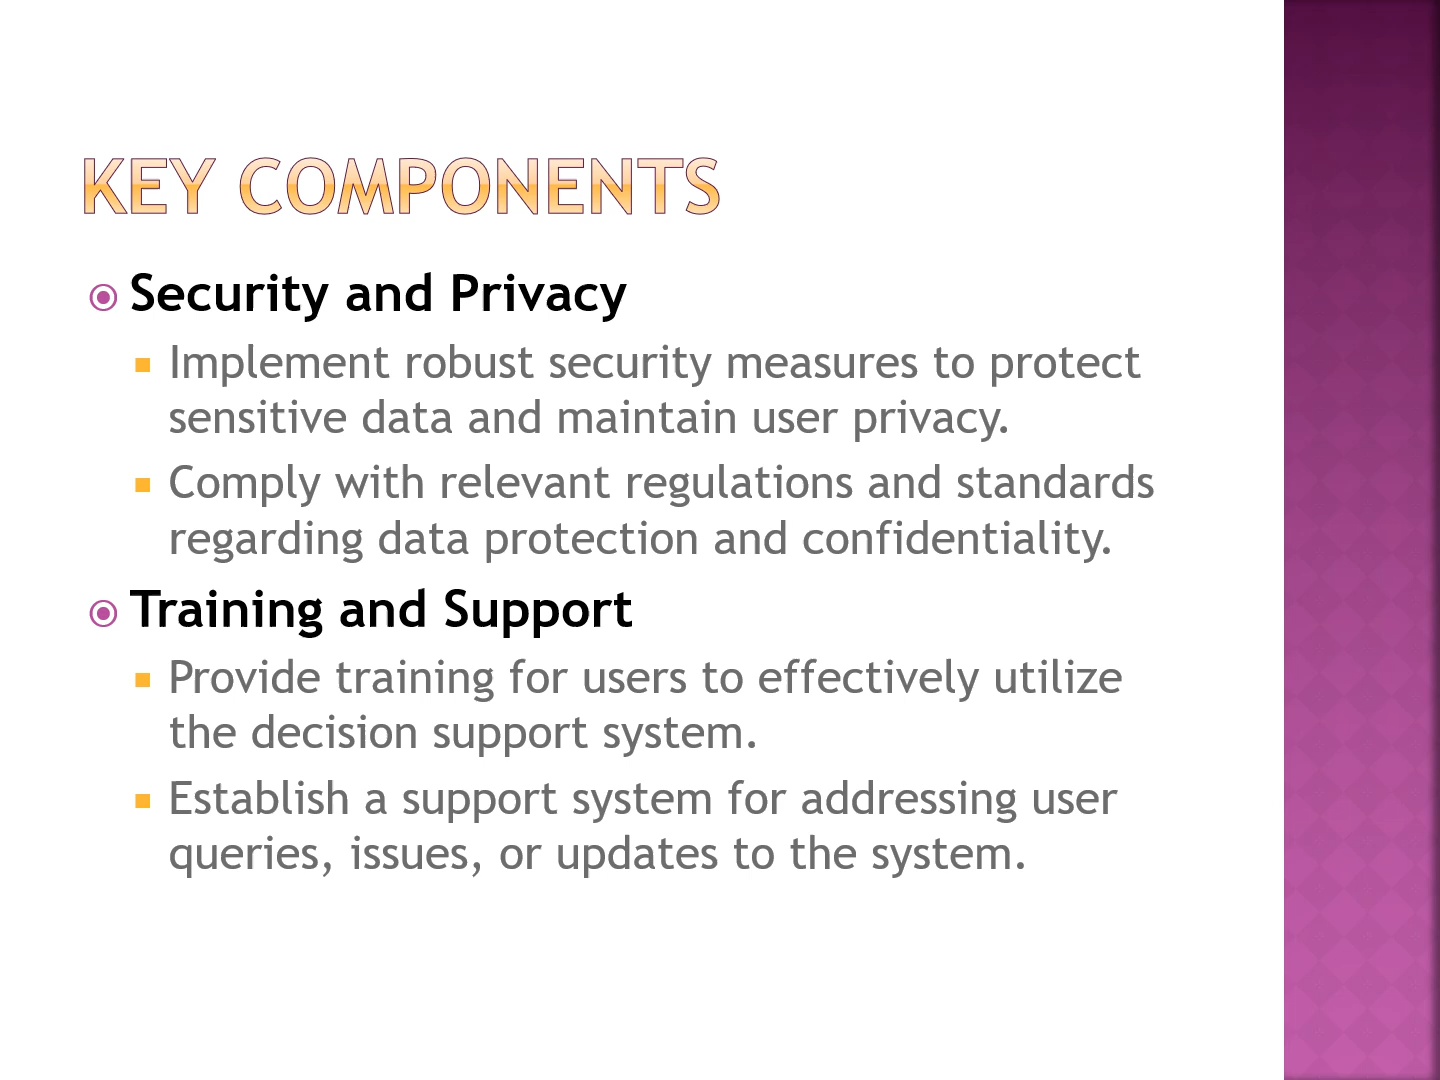 KEY COMPONENTS
Security and Privacy
Implement robust security measures to protect
sensitive data and maintain user privacy.
Comply with relevant regulations and standards
regarding data protection and confidentiality.
Training and Support
Provide training for users to effectively utilize
the decision support system.
Establish a support system for addressing user
queries, issues, or updates to the system.